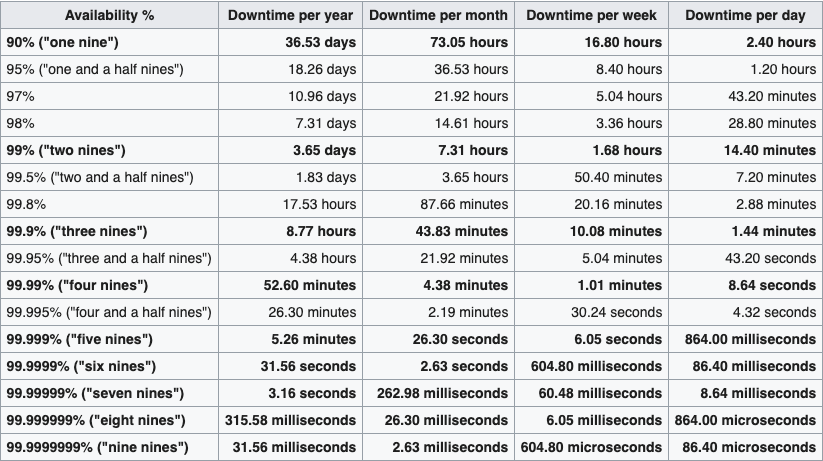 Availability % Downtime per year Downtime per month Downtime per week Downtime per day
90% ("one nine") 36.53 days 73.05 hours 16.80 hours 2.40 hours
95% ("one and a half nines") 18.26 days 36.53 hours 8.40 hours 1.20 hours
97% 10.96 days 21.92 hours 5.04 hours 43.20 minutes
98% 7.31 days 14.61 hours 3.36 hours 28.80 minutes
99% ("two nines") 3.65 days 7.31 hours 1.68 hours 14.40 minutes
99.5% ("two and a half nines") 1.83 days 3.65 hours 50.40 minutes 7.20 minutes
99.8% 17.53 hours 87.66 minutes 20.16 minutes 2.88 minutes
99.9% ("three nines") 8.77 hours 43.83 minutes 10.08 minutes 1.44 minutes
99.95% ("three and a half nines") 4.38 hours 21.92 minutes 5.04 minutes 43.20 seconds
99.99% ("four nines") 52.60 minutes 4.38 minutes 1.01 minutes 8.64 seconds
99.995% ("four and a half nines") 26.30 minutes 2.19 minutes 30.24 seconds 4.32 seconds
99.999% ("five nines") 5.26 minutes 26.30 seconds 6.05 seconds 864.00 milliseconds
99.9999% ("six nines") 31.56 seconds 2.63 seconds 604.80 milliseconds 86.40 milliseconds
99.99999% ("seven nines") 3.16 seconds 262.98 milliseconds 60.48 milliseconds 8.64 milliseconds
99.999999% ("eight nines") 315.58 milliseconds 26.30 milliseconds 6.05 milliseconds 864.00 microseconds
99.9999999% ("nine nines") 31.56 milliseconds 2.63 milliseconds 604.80 microseconds 86.40 microseconds